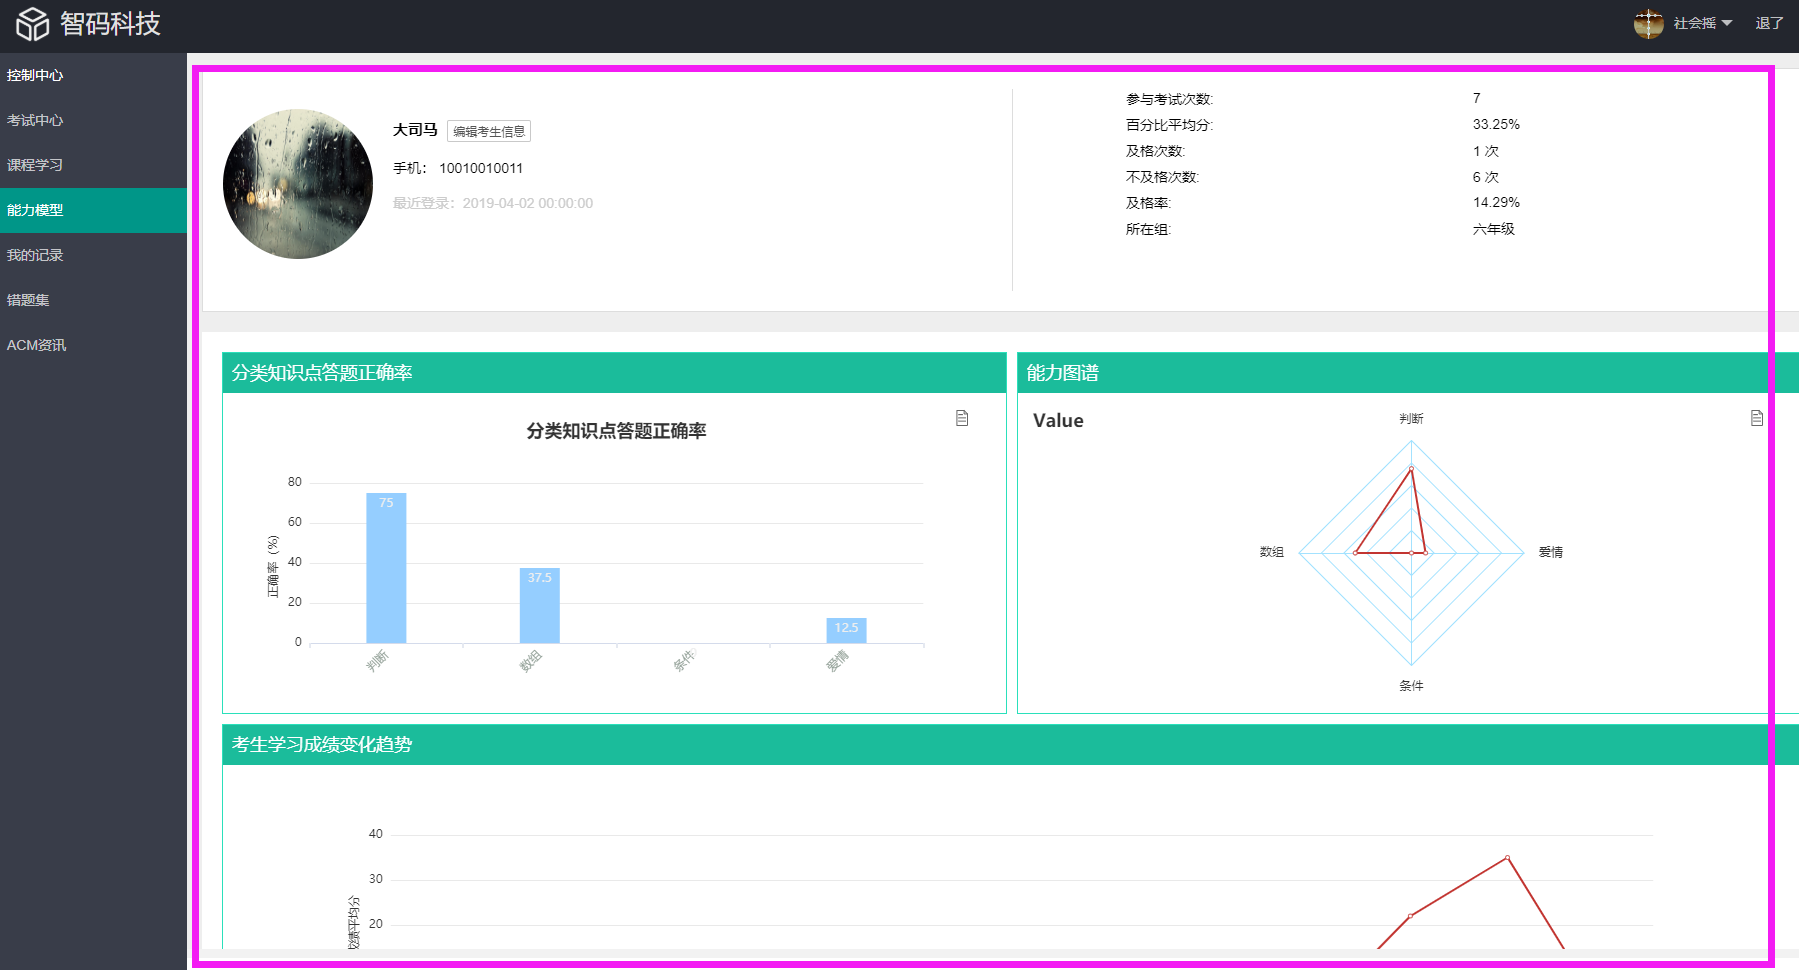 智码科技
社会摇
退了
控制中心
考试中心
课程学习
能力模型
我的记录
错题集
ACM资讯
大司马 编辑考生信息
手机： 10010010011
最近登录：2019-04-02 00:00:00
参与考试次数: 7
百分比平均分: 33.25%
及格次数: 1 次
不及格次数: 6 次
及格率: 14.29%
所在组: 六年级
分类知识点答题正确率
分类知识点答题正确率
正确率（%）
80
60
40
20
0
75
37.5
12.5
判断
数组
条件
爱情
能力图谱
Value
判断
数组
爱情
条件
考生学习成绩变化趋势
40
30
20
成绩平均分